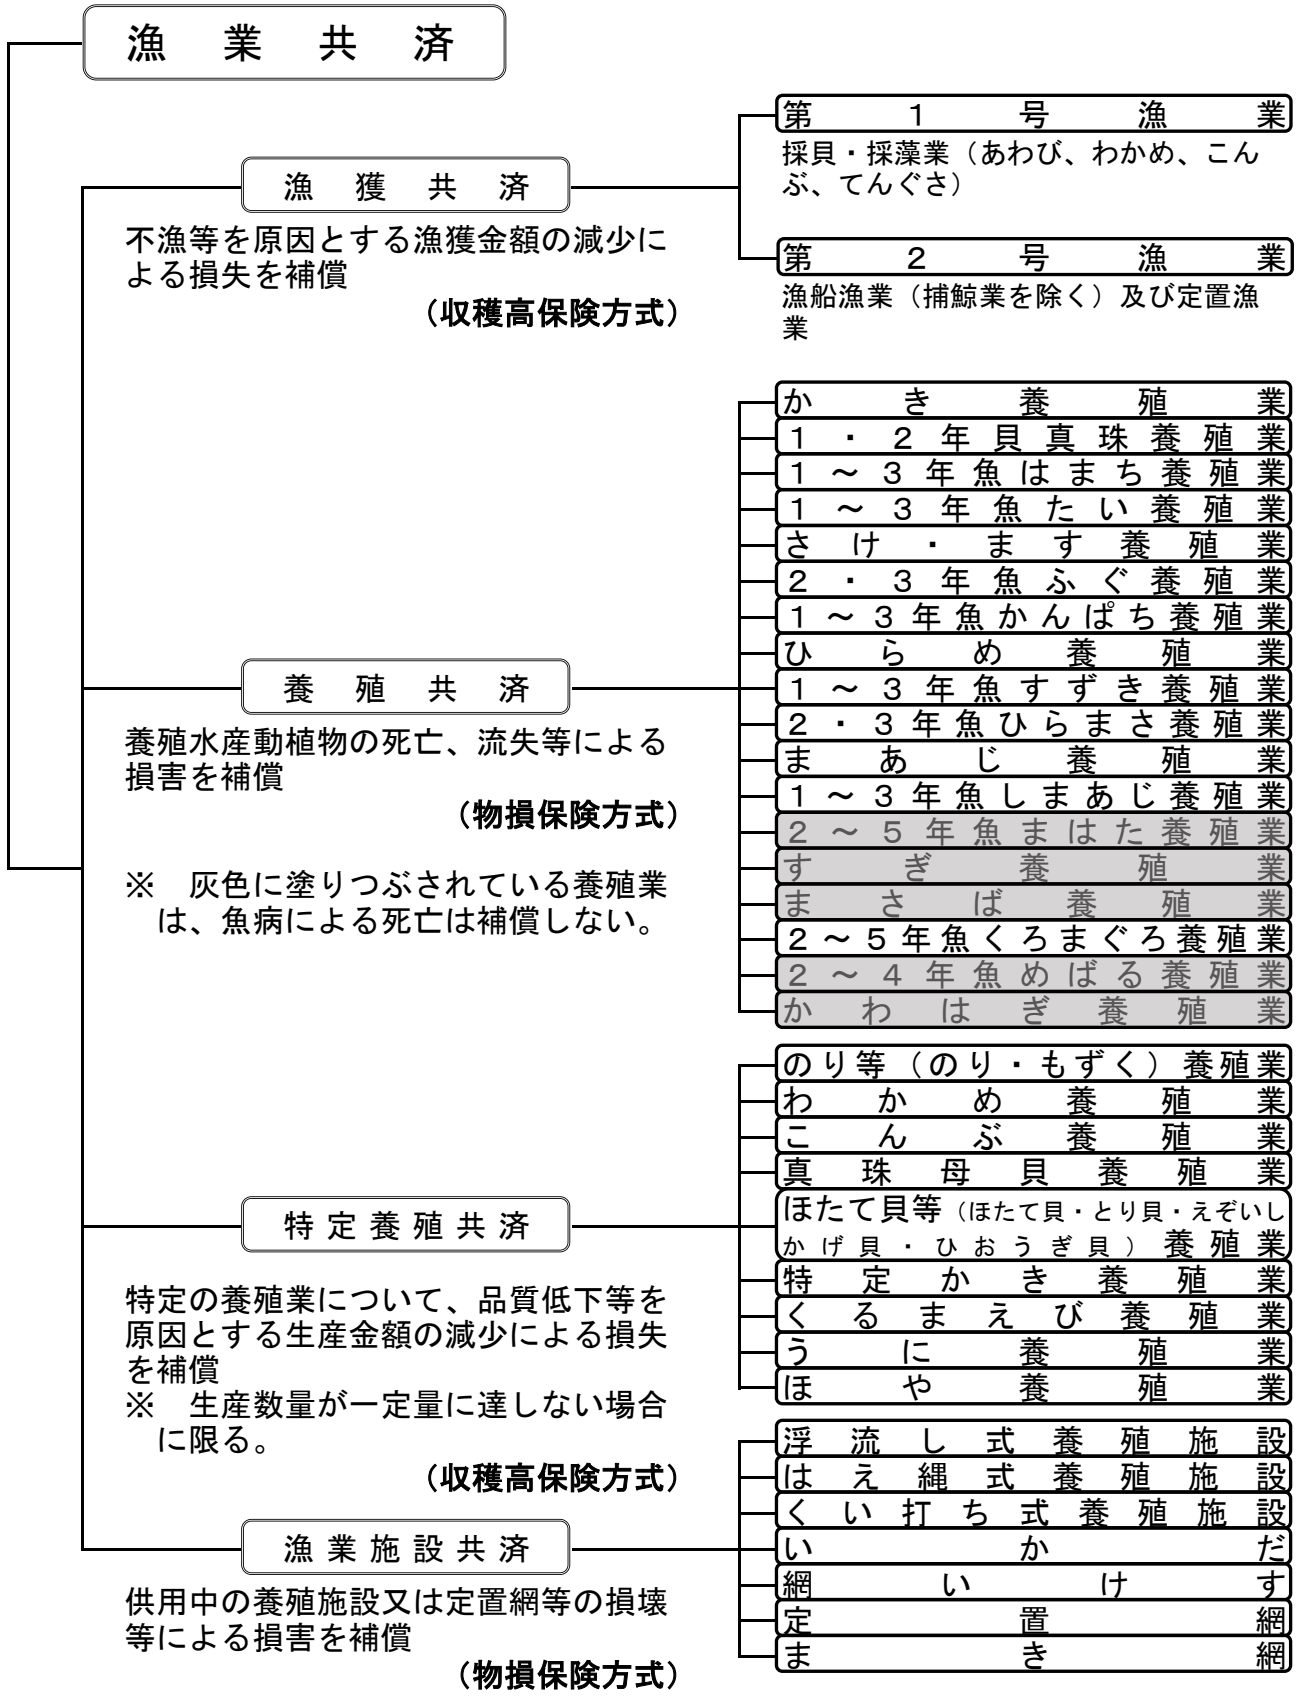 漁業共済
漁獲共済
不漁等を原因とする漁獲金額の減少に
よる損失を補償
（収穫高保険方式）
第1号漁業
採貝・採藻業（あわび、わかめ、こん
ぶ、てんぐさ）
第2号漁業
漁船漁業（捕鯨業を除く）及び定置漁
業
養殖共済
養殖水産動植物の死亡、流失等による
損害を補償
（物損保険方式）
※　灰色に塗りつぶされている養殖業
は、魚病による死亡は補償しない。
かき養殖業
1・2年貝真珠養殖業
1～3年魚はまち養殖業
1～3年魚たい養殖業
さけ・ます養殖業
2・3年魚ふぐ養殖業
1～3年魚かんぱち養殖業
ひらめ養殖業
1～3年魚すずき養殖業
2・3年魚ひらまさ養殖業
まあじ養殖業
1～3年魚しまあじ養殖業
2～5年魚まはた養殖業
すぎ養殖業
まさば養殖業
2～5年魚くろまぐろ養殖業
2～4年魚めばる養殖業
かわはぎ養殖業
特定養殖共済
特定の養殖業について、品質低下等を
原因とする生産金額の減少による損失
を補償
※　生産数量が一定量に達しない場合
に限る。
（収穫高保険方式）
のり等（のり・もずく）養殖業
わかめ養殖業
こんぶ養殖業
真珠母貝養殖業
ほたて貝等（ほたて貝・とり貝・えぞいし
かげ貝・ひおうぎ貝）養殖業
特定かき養殖業
くるまえび養殖業
うに養殖業
ほや養殖業
漁業施設共済
供用中の養殖施設又は定置網等の損壊
等による損害を補償
（物損保険方式）
浮流し式養殖施設
はえ縄式養殖施設
くい打ち式養殖施設
いかだ
網いけす
定置網
まき網